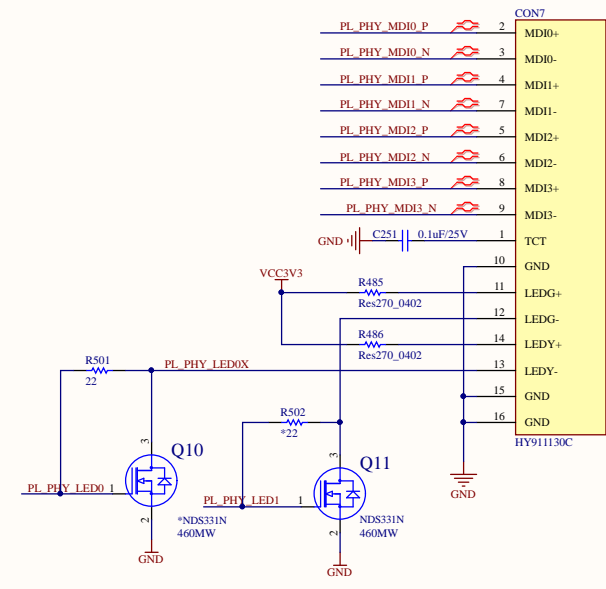 CON7
PL_PHY_MDI0_P 2 MDI0+
PL_PHY_MDI0_N 3 MDI0-
PL_PHY_MDI1_P 4 MDI1+
PL_PHY_MDI1_N 7 MDI1-
PL_PHY_MDI2_P 5 MDI2+
PL_PHY_MDI2_N 6 MDI2-
PL_PHY_MDI3_P 8 MDI3+
PL_PHY_MDI3_N 9 MDI3-
GND C251 0.1uF/25V 1 TCT
10 GND
VCC3V3
R485 11 LEDG+
Res270_0402
12 LEDG-
R486
Res270_0402 14 LEDY+
R501 PL_PHY_LED0X 13 LEDY-
22
15 GND
R502
*22
16 GND
HY911130C
3 Q10
3 Q11
PL_PHY_LED0 1
PL_PHY_LED1 1
GND
2 *NDS331N
460MW
2 NDS331N
460MW
GND
GND